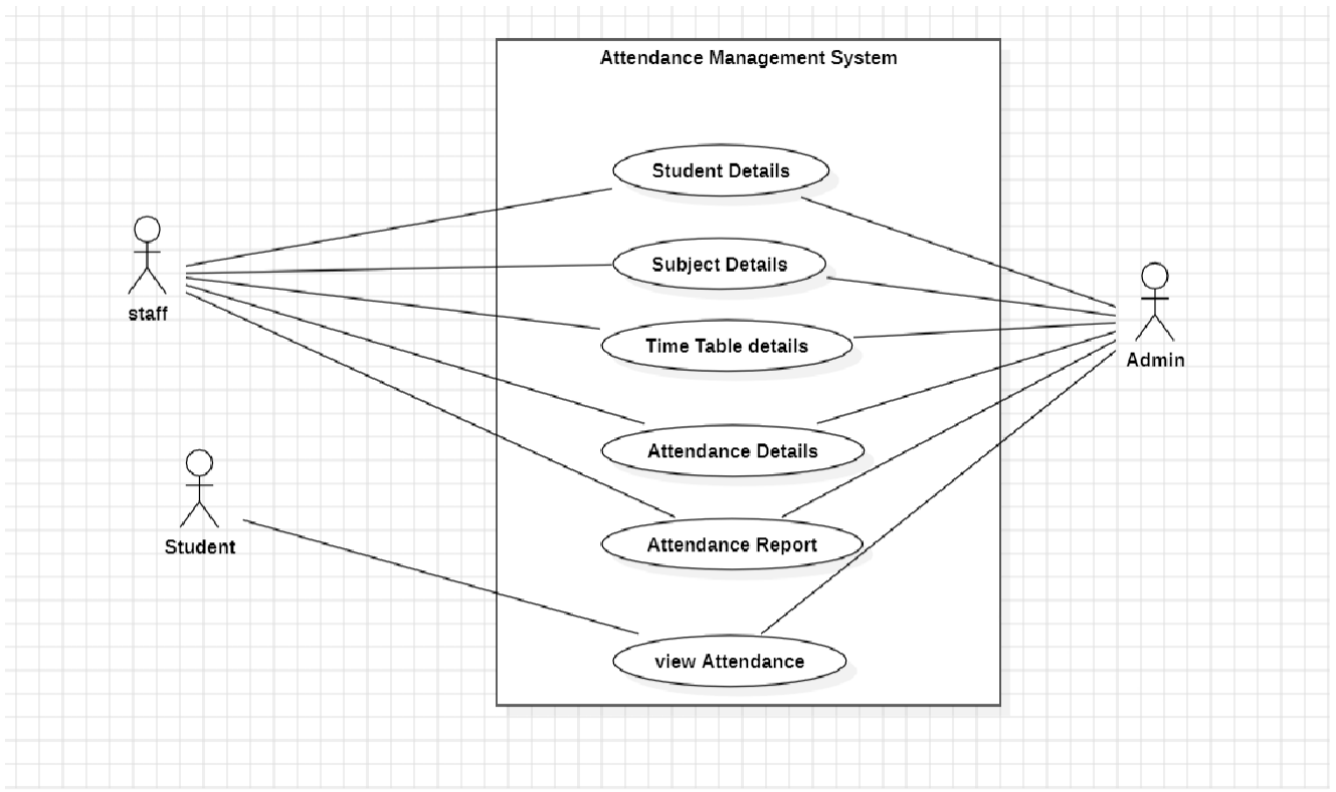 Attendance Management System
Student Details
Subject Details
staff
Time Table details
Admin
Attendance Details
Student
Attendance Report
view Attendance